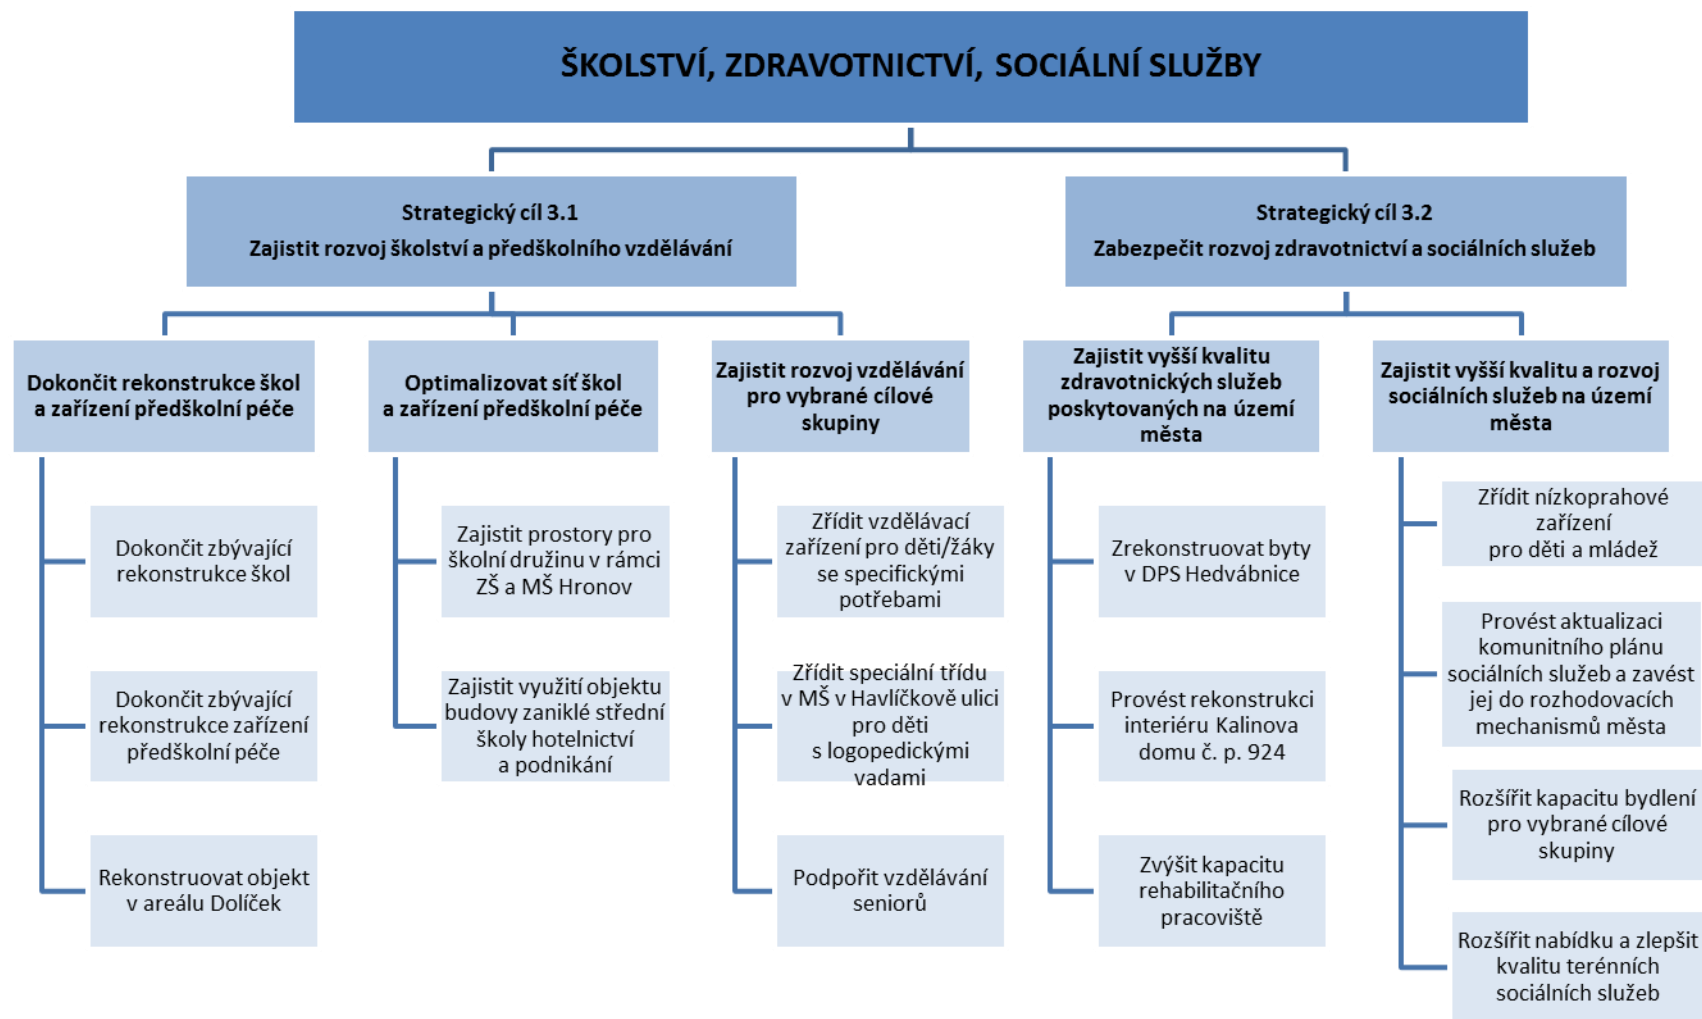 ŠKOLSTVÍ, ZDRAVOTNICTVÍ, SOCIÁLNÍ SLUŽBY
Strategický cíl 3.1
Zajistit rozvoj školství a předškolního vzdělávání
Strategický cíl 3.2
Zabezpečit rozvoj zdravotnictví a sociálních služeb
Dokončit rekonstrukce škol
a zařízení předškolní péče
Optimalizovat síť škol
a zařízení předškolní péče
Zajistit rozvoj vzdělávání
pro vybrané cílové
skupiny
Zajistit vyšší kvalitu
zdravotnických služeb
poskytovaných na území
města
Zajistit vyšší kvalitu a rozvoj
sociálních služeb na území
města
Dokončit zbývající
rekonstrukce škol
Dokončit zbývající
rekonstrukce zařízení
předškolní péče
Rekonstruovat objekt
v areálu Dolíček
Zajistit prostory pro
školní družinu v rámci
ZŠ a MŠ Hronov
Zajistit využití objektu
budovy zaniklé střední
školy hotelnictví
a podnikání
Zřídit vzdělávací
zařízení pro děti/žáky
se specifickými
potřebami
Zřídit speciální třídu
v MŠ v Havlíčkově ulici
pro děti
s logopedickými
vadami
Podpořit vzdělávání
seniorů
Zrekonstruovat byty
v DPS Hedvábnice
Provést rekonstrukci
interiéru Kalinova
domu č. p. 924
Zvýšit kapacitu
rehabilitačního
pracoviště
Zřídit nízkoprahové
zařízení
pro děti a mládež
Provést aktualizaci
komunitního plánu
sociálních služeb a zavést
jej do rozhodovacích
mechanismů města
Rozšířit kapacitu bydlení
pro vybrané cílové
skupiny
Rozšířit nabídku a zlepšit
kvalitu terénních
sociálních služeb